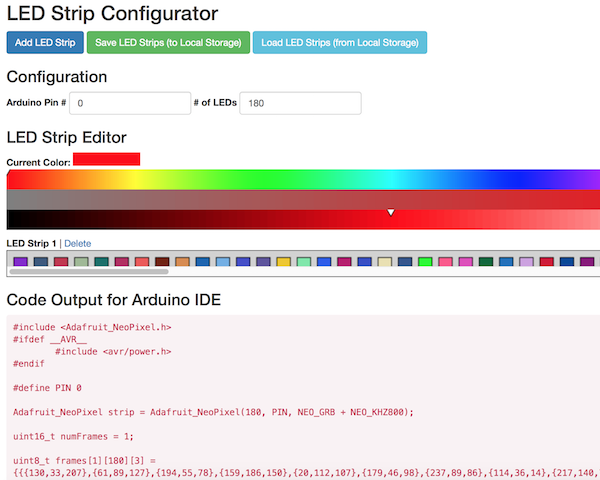 LED Strip Configurator
Add LED Strip Save LED Strips (to Local Storage) Load LED Strips (from Local Storage)
Configuration
Arduino Pin # 0 # of LEDs 180
LED Strip Editor
Current Color:
LED Strip 1 | Delete
Code Output for Arduino IDE
#include <Adafruit_NeoPixel.h>
#ifdef __AVR__
#include <avr/power.h>
#endif
#define PIN 0
Adafruit_NeoPixel strip = Adafruit_NeoPixel(180, PIN, NEO_GRB + NEO_KHZ800);
uint16_t numFrames = 1;
uint8_t frames[1][180][3] =
{{{130,33,207},{61,89,127},{194,55,78},{159,186,150},{20,112,107},{179,46,98},{237,89,86},{114,36,14},{217,140,